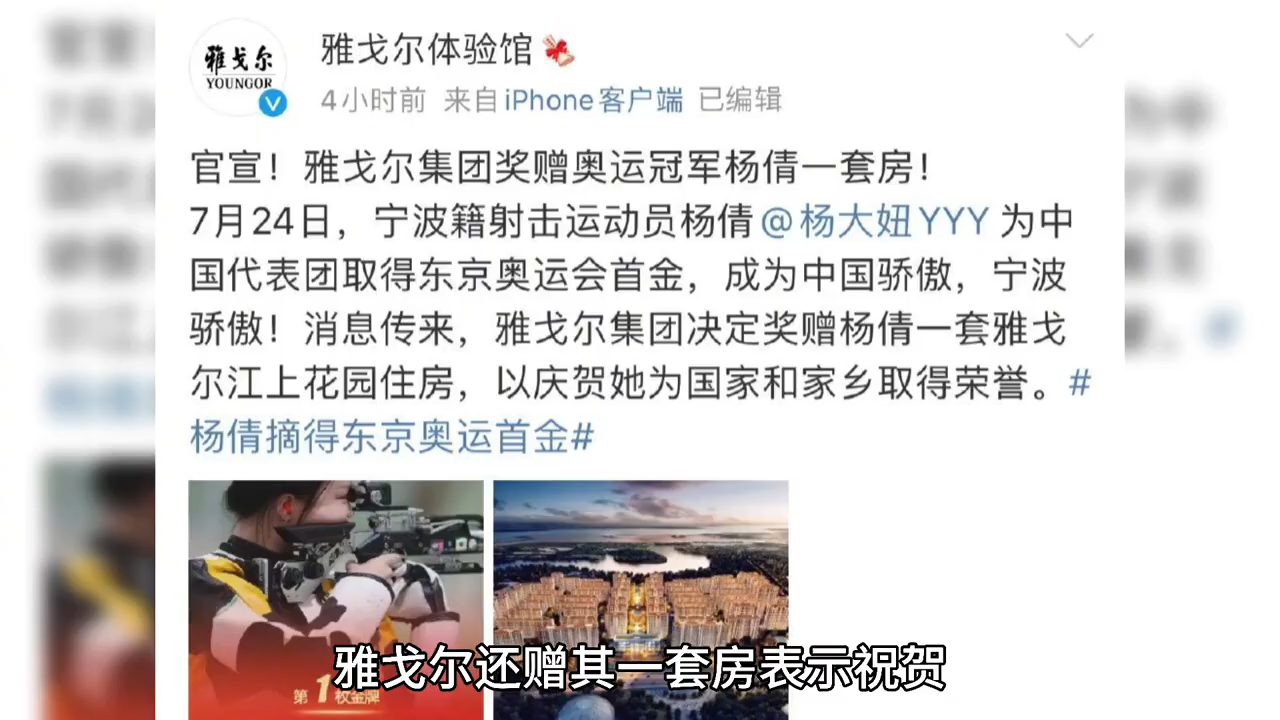 雅戈尔
YOUNGOR
雅戈尔体验馆
4小时前 来自iPhone客户端 已编辑
官宣！雅戈尔集团奖赠奥运冠军杨倩一套房！
7月24日，宁波籍射击运动员杨倩@杨大妞YYY 为中
国代表团取得东京奥运会首金，成为中国骄傲，宁波
骄傲！消息传来，雅戈尔集团决定奖赠杨倩一套雅戈
尔江上花园住房，以庆贺她为国家和家乡取得荣誉。#
杨倩摘得东京奥运首金#
第1枚金牌
雅戈尔还赠其一套房表示祝贺